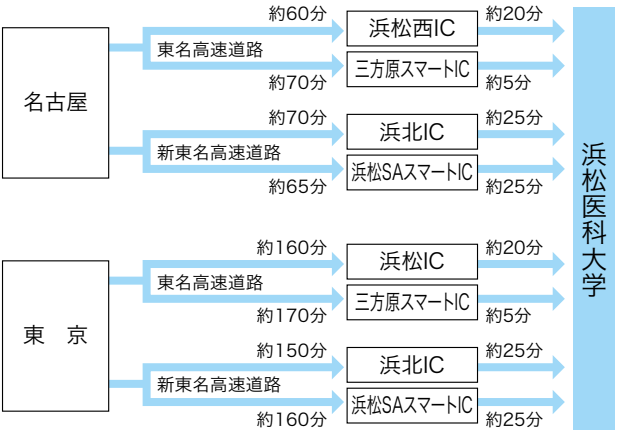 名古屋
東名高速道路
約60分
浜松西IC
約20分
約70分
三方原スマートIC
約5分
新東名高速道路
約70分
浜北IC
約25分
約65分
浜松SAスマートIC
約25分
東 京
東名高速道路
約160分
浜松IC
約20分
約170分
三方原スマートIC
約5分
新東名高速道路
約150分
浜北IC
約25分
約160分
浜松SAスマートIC
約25分
浜松医科大学